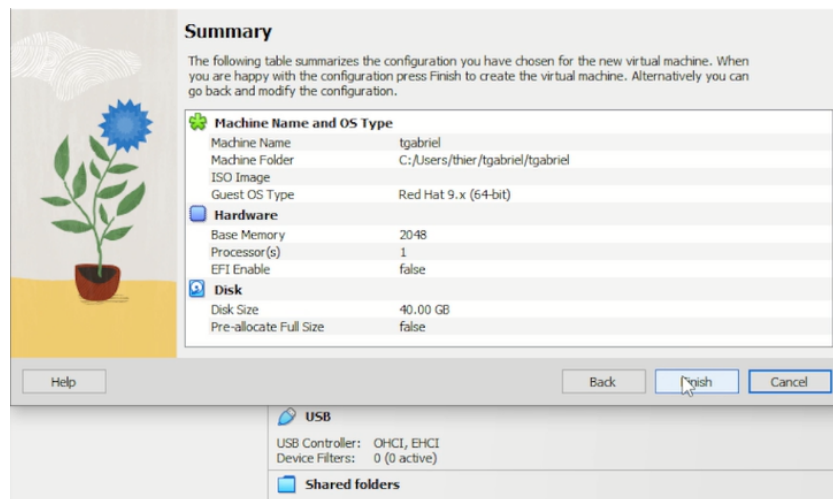 Summary
The following table summarizes the configuration you have chosen for the new virtual machine. When
you are happy with the configuration press Finish to create the virtual machine. Alternatively you can
go back and modify the configuration.
Machine Name and OS Type
Machine Name tgabriel
Machine Folder C:/Users/thier/tgabriel/tgabriel
ISO Image
Guest OS Type Red Hat 9.x (64-bit)
Hardware
Base Memory 2048
Processor(s) 1
EFI Enable false
Disk
Disk Size 40.00 GB
Pre-allocate Full Size false
Help Back Finish Cancel
USB
USB Controller: OHCI, EHCI
Device Filters: 0 (0 active)
Shared folders